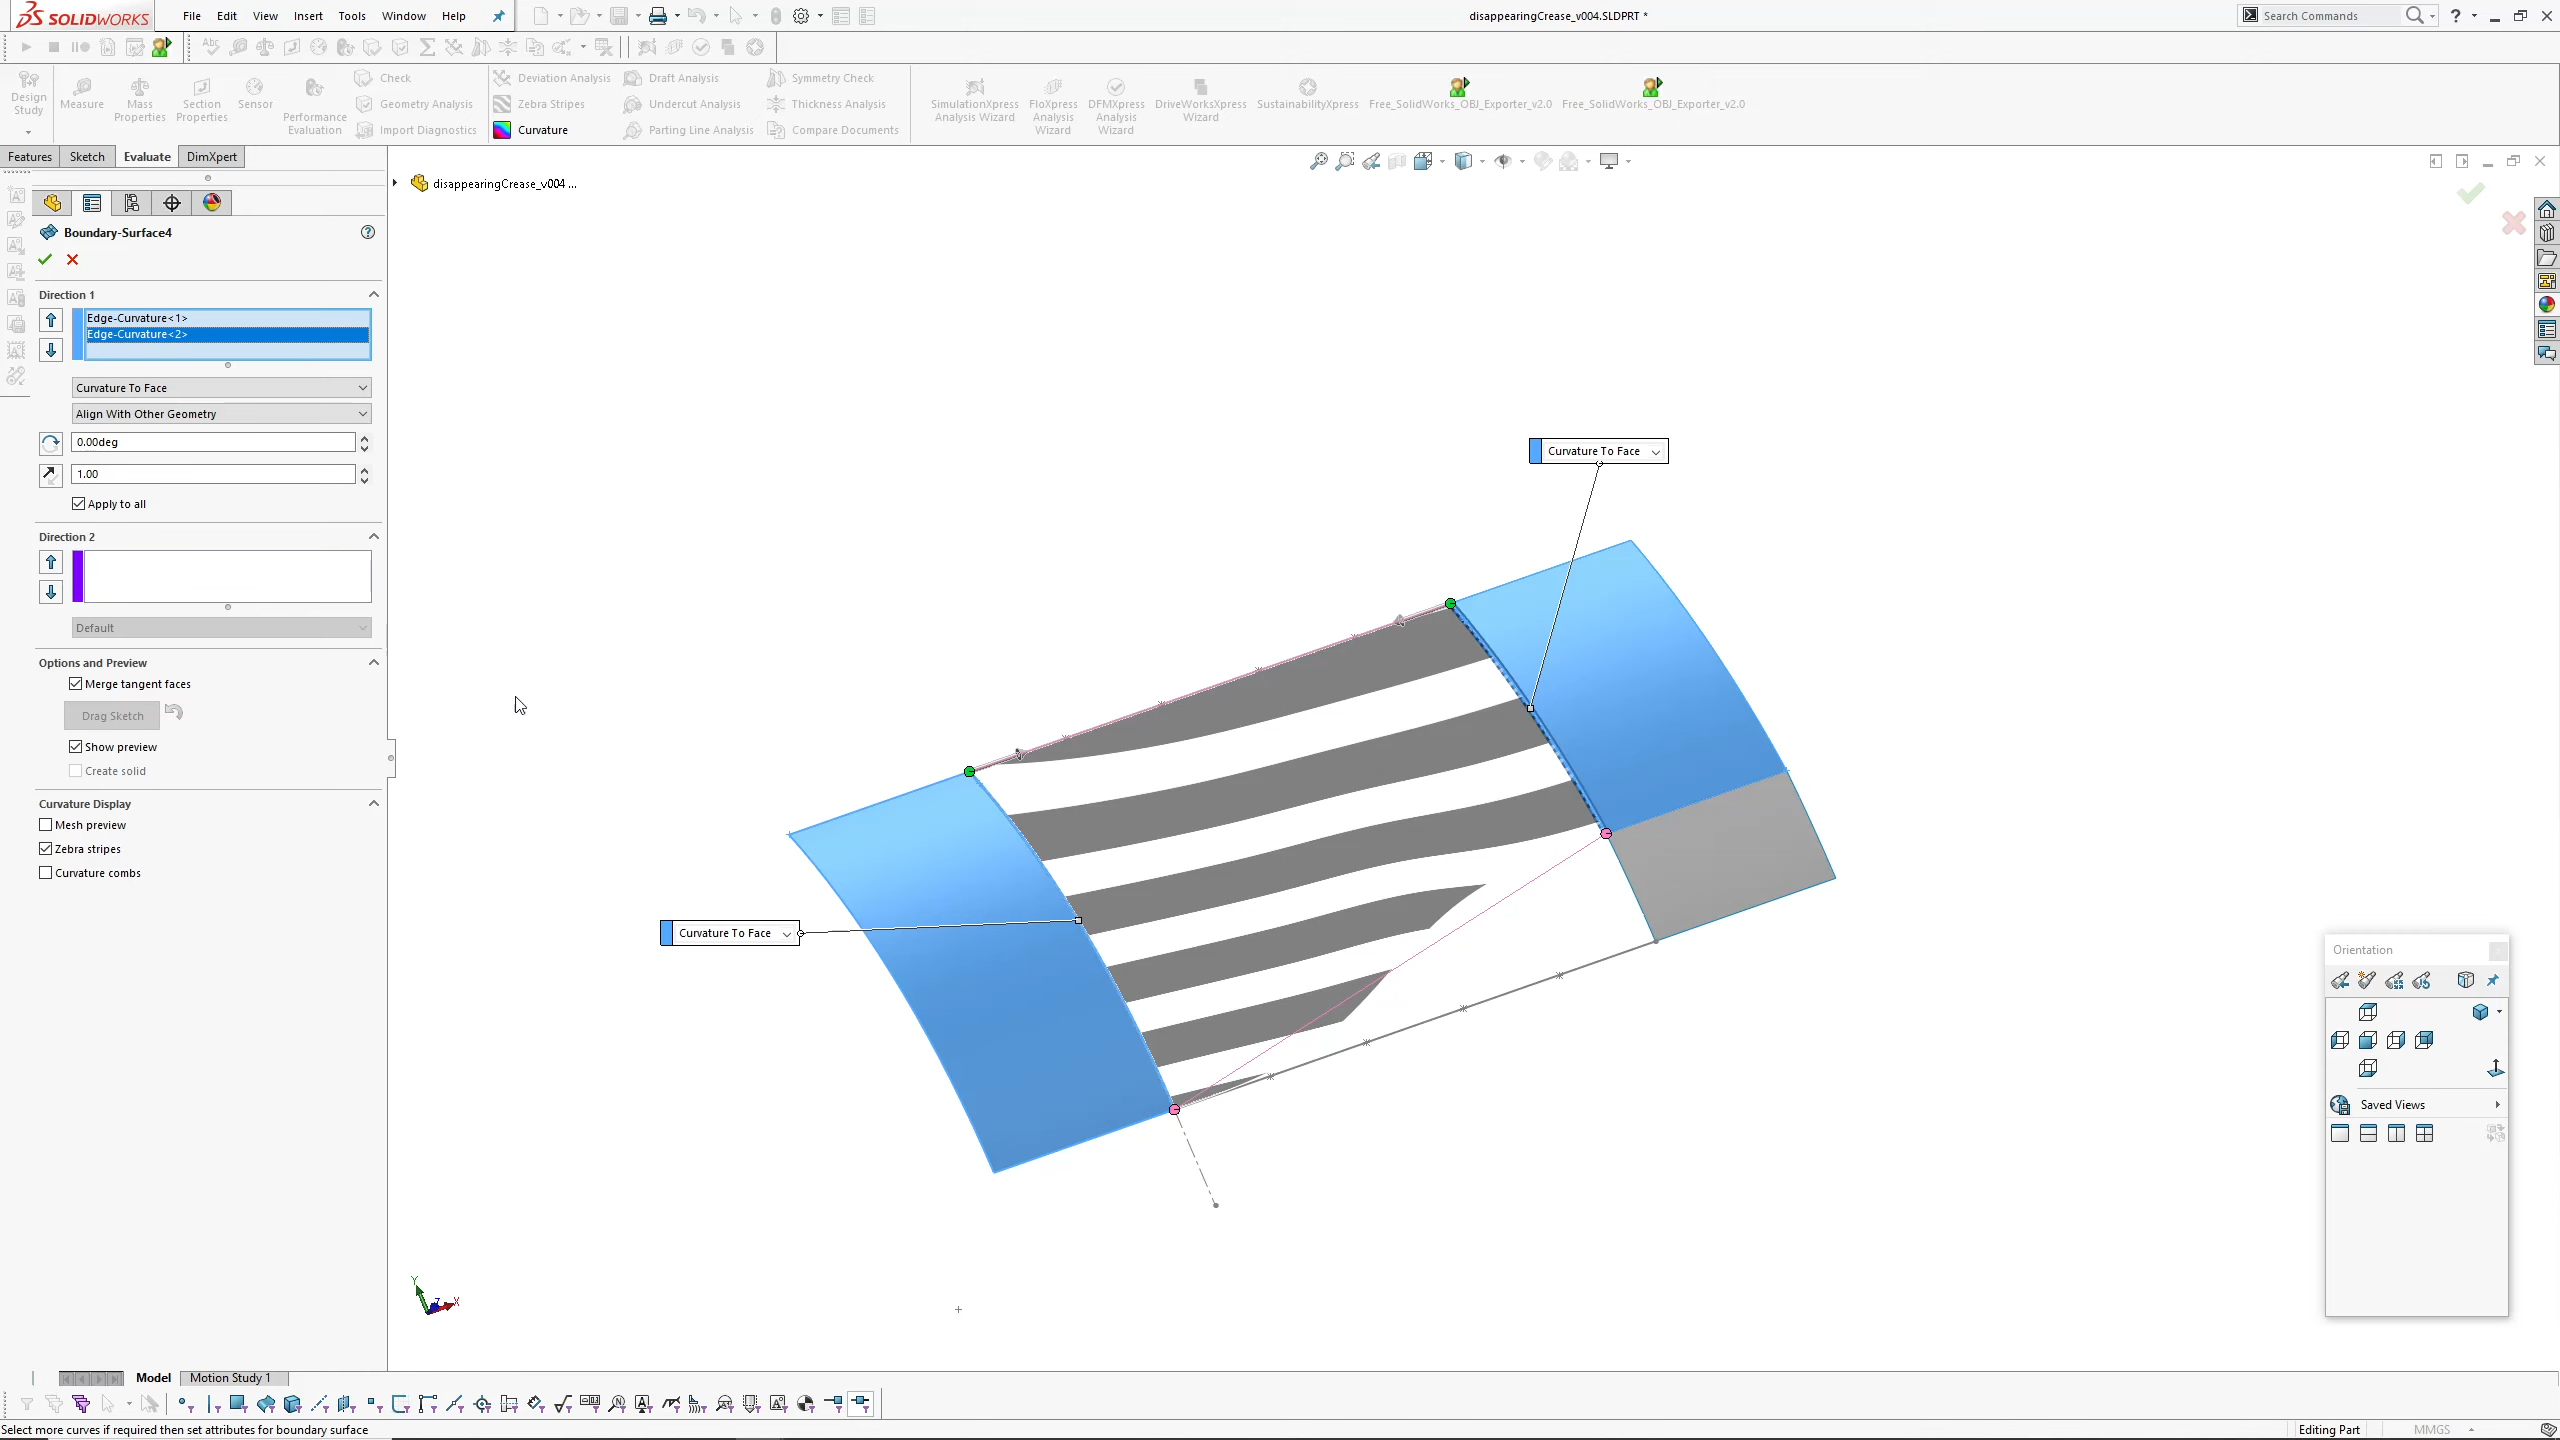 SOLIDWORKS File Edit View Insert Tools Window Help disappearingCrease_v004.SLDPRT * Search Commands ?
Design Study
Measure
Mass Properties
Section Properties
Sensor
Performance Evaluation
Check
Geometry Analysis
Import Diagnostics
Deviation Analysis
Zebra Stripes
Curvature
Draft Analysis
Undercut Analysis
Parting Line Analysis
Symmetry Check
Thickness Analysis
Compare Documents
SimulationXpress Analysis Wizard
FloXpress Analysis Wizard
DFMXpress Analysis Wizard
DriveWorksXpress Wizard
SustainabilityXpress
Free_SolidWorks_OBJ_Exporter_v2.0
Free_SolidWorks_OBJ_Exporter_v2.0
Features Sketch Evaluate DimXpert
disappearingCrease_v004 ...
Boundary-Surface4
Direction 1
Edge-Curvature<1>
Edge-Curvature<2>
Curvature To Face
Align With Other Geometry
0.00deg
1.00
Apply to all
Direction 2
Default
Options and Preview
Merge tangent faces
Drag Sketch
Show preview
Create solid
Curvature Display
Mesh preview
Zebra stripes
Curvature combs
Curvature To Face
Curvature To Face
Orientation
Saved Views
Y
Z
X
Model Motion Study 1
Select more curves if required then set attributes for boundary surface
Editing Part
MMGS